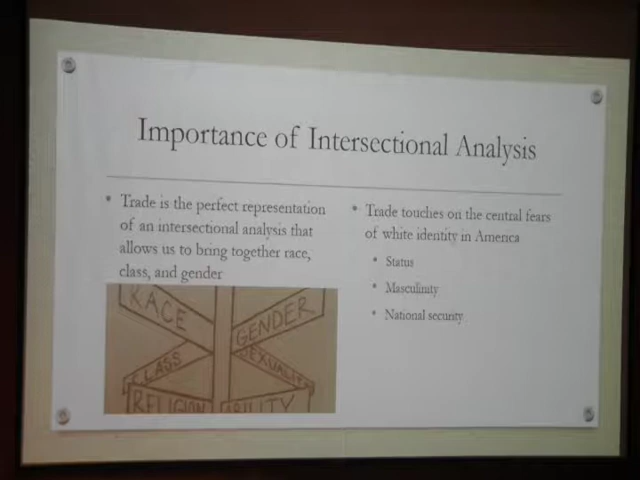 Importance of Intersectional Analysis
• Trade is the perfect representation
of an intersectional analysis that
allows us to bring together race,
class, and gender
• Trade touches on the central fears
of white identity in America
• Status
• Masculinity
• National security
RACE
GENDER
CLASS
SEXUALITY
RELIGION
ABILITY